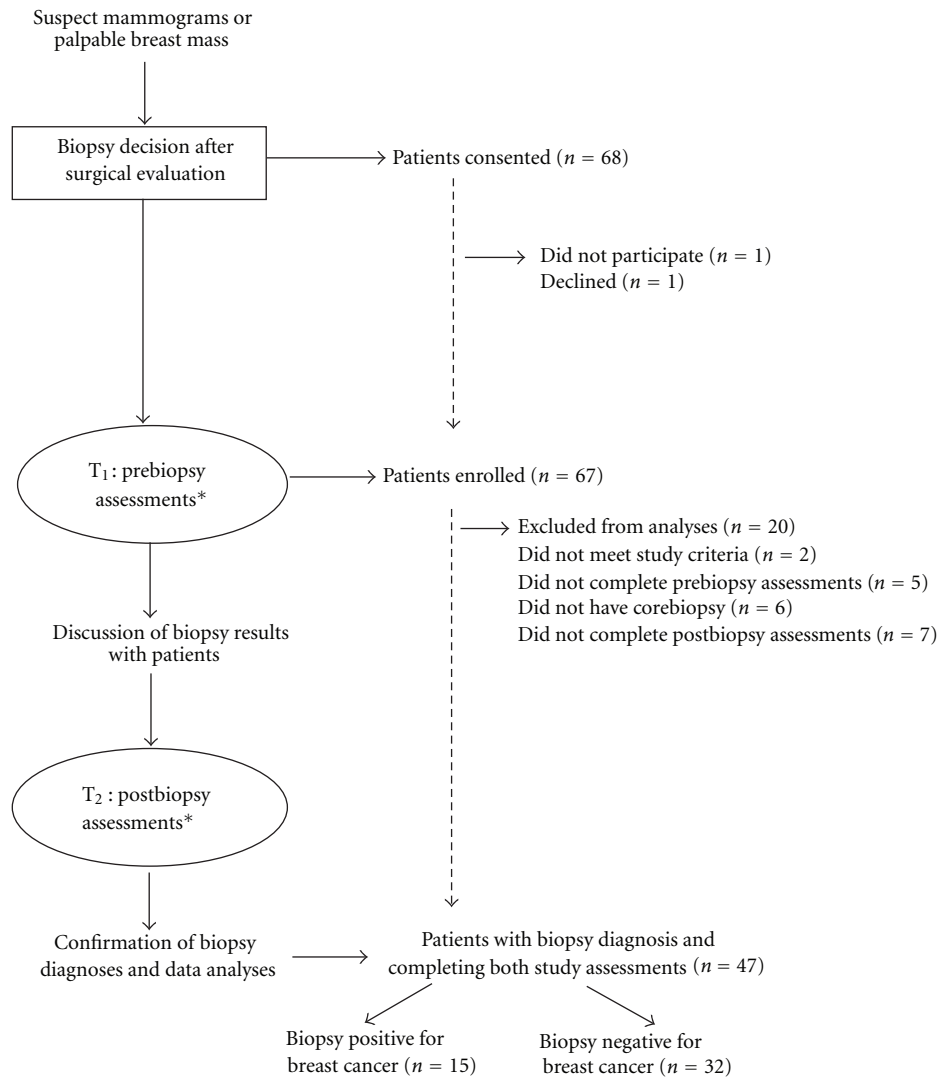 Suspect mammograms or
palpable breast mass
Biopsy decision after
surgical evaluation
Patients consented (n = 68)
Did not participate (n = 1)
Declined (n = 1)
T₁ : prebiopsy
assessments*
Patients enrolled (n = 67)
Excluded from analyses (n = 20)
Did not meet study criteria (n = 2)
Did not complete prebiopsy assessments (n = 5)
Did not have corebiopsy (n = 6)
Did not complete postbiopsy assessments (n = 7)
Discussion of biopsy results
with patients
T₂ : postbiopsy
assessments*
Confirmation of biopsy
diagnoses and data analyses
Patients with biopsy diagnosis and
completing both study assessments (n = 47)
Biopsy positive for
breast cancer (n = 15)
Biopsy negative for
breast cancer (n = 32)